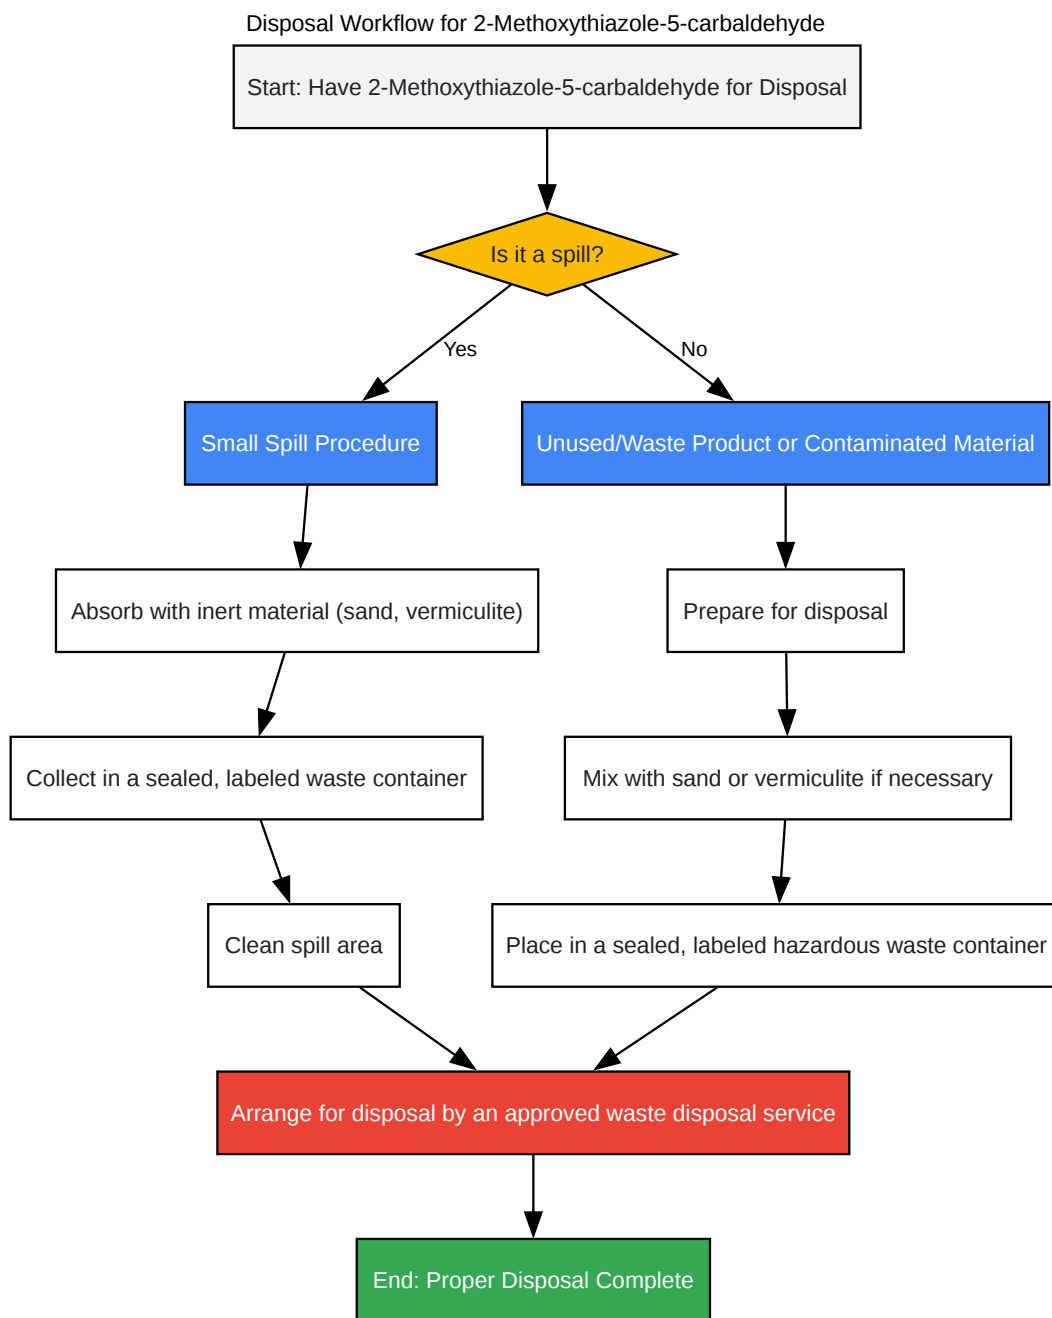 Disposal Workflow for 2-Methoxythiazole-5-carbaldehyde
Start: Have 2-Methoxythiazole-5-carbaldehyde for Disposal
Is it a spill?
Yes
No
Small Spill Procedure
Unused/Waste Product or Contaminated Material
Absorb with inert material (sand, vermiculite)
Prepare for disposal
Collect in a sealed, labeled waste container
Mix with sand or vermiculite if necessary
Clean spill area
Place in a sealed, labeled hazardous waste container
Arrange for disposal by an approved waste disposal service
End: Proper Disposal Complete